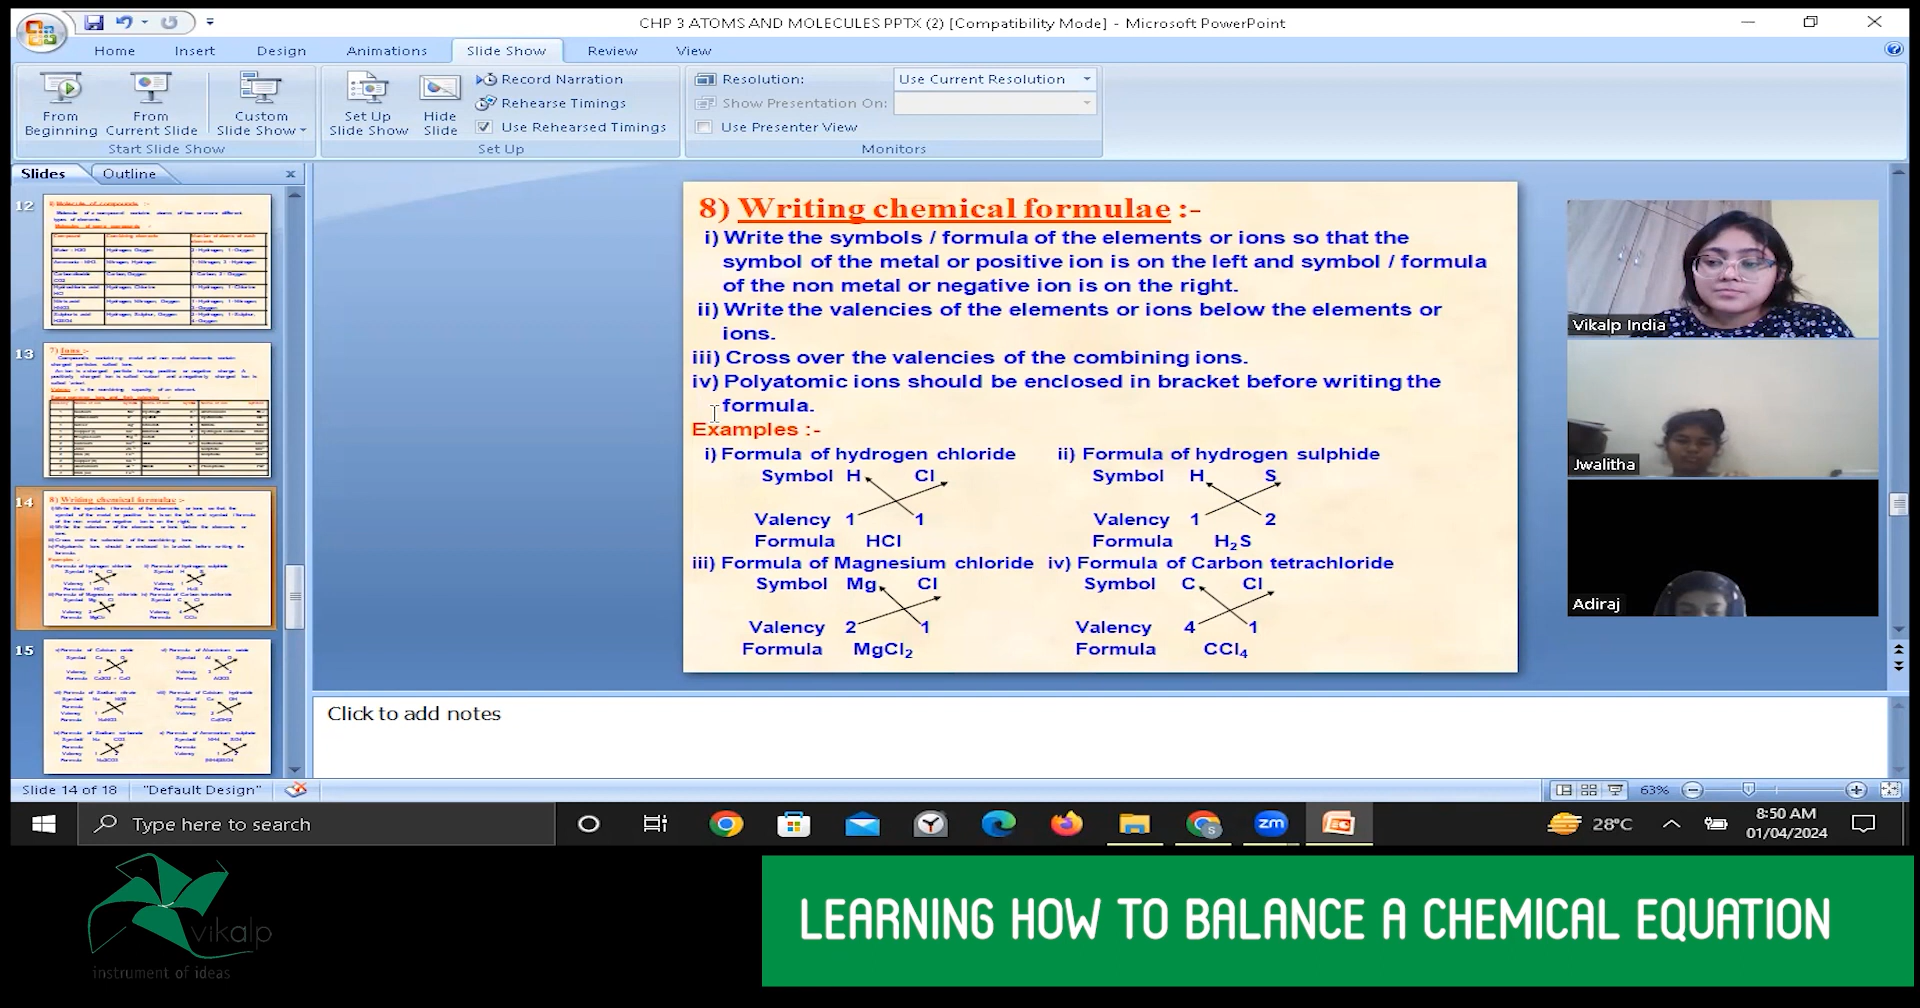 CHP 3 ATOMS AND MOLECULES PPTX (2) [Compatibility Mode] - Microsoft PowerPoint
Home Insert Design Animations Slide Show Review View
From Beginning
From Current Slide
Custom Slide Show
Start Slide Show
Set Up Slide Show
Hide Slide
Record Narration
Rehearse Timings
Use Rehearsed Timings
Set Up
Resolution: Use Current Resolution
Show Presentation On:
Use Presenter View
Monitors
Slides Outline
12
13
14
15
8) Writing chemical formulae :-
i) Write the symbols / formula of the elements or ions so that the
symbol of the metal or positive ion is on the left and symbol / formula
of the non metal or negative ion is on the right.
ii) Write the valencies of the elements or ions below the elements or
ions.
iii) Cross over the valencies of the combining ions.
iv) Polyatomic ions should be enclosed in bracket before writing the
formula.
Examples :-
i) Formula of hydrogen chloride ii) Formula of hydrogen sulphide
Symbol H Cl Symbol H S
Valency 1 1 Valency 1 2
Formula HCl Formula H₂S
iii) Formula of Magnesium chloride iv) Formula of Carbon tetrachloride
Symbol Mg Cl Symbol C Cl
Valency 2 1 Valency 4 1
Formula MgCl₂ Formula CCl₄
Vikalp India
Jwalitha
Adiraj
Click to add notes
Slide 14 of 18 "Default Design" 63%
Type here to search
zm
28°C
8:50 AM
01/04/2024
vikalp
instrument of ideas
LEARNING HOW TO BALANCE A CHEMICAL EQUATION